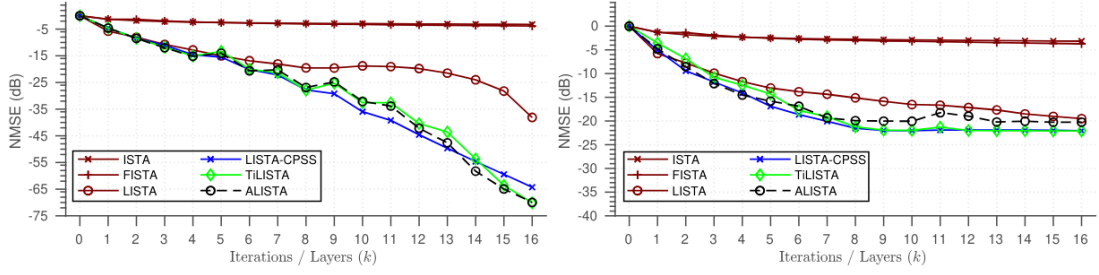 NMSE (dB)
-5
-15
-25
-35
-45
-55
-65
-75
ISTA
FISTA
LISTA
LISTA-CPSS
TiLISTA
ALISTA
0 1 2 3 4 5 6 7 8 9 10 11 12 13 14 15 16
Iterations / Layers (k)
NMSE (dB)
0
-5
-10
-15
-20
-25
-30
-35
-40
ISTA
FISTA
LISTA
LISTA-CPSS
TiLISTA
ALISTA
0 1 2 3 4 5 6 7 8 9 10 11 12 13 14 15 16
Iterations / Layers (k)